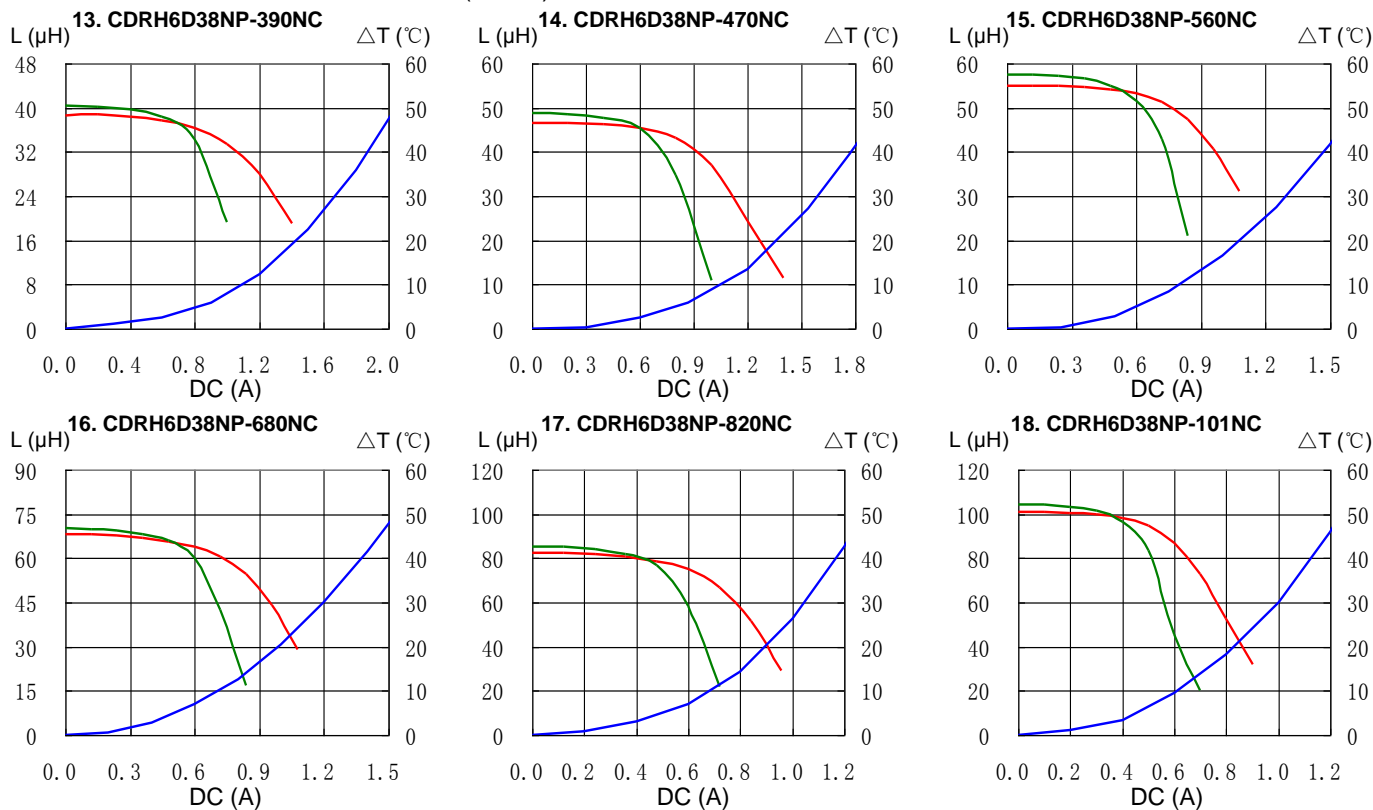 13. CDRH6D38NP-390NC
L (µH) △T (℃)
48 60
40 50
32 40
24 30
16 20
8 10
0 0
0.0 0.4 0.8 1.2 1.6 2.0
DC (A)
14. CDRH6D38NP-470NC
L (µH) △T (℃)
60 60
50 50
40 40
30 30
20 20
10 10
0 0
0.0 0.3 0.6 0.9 1.2 1.5 1.8
DC (A)
15. CDRH6D38NP-560NC
L (µH) △T (℃)
60 60
50 50
40 40
30 30
20 20
10 10
0 0
0.0 0.3 0.6 0.9 1.2 1.5
DC (A)
16. CDRH6D38NP-680NC
L (µH) △T (℃)
90 60
75 50
60 40
45 30
30 20
15 10
0 0
0.0 0.3 0.6 0.9 1.2 1.5
DC (A)
17. CDRH6D38NP-820NC
L (µH) △T (℃)
120 60
100 50
80 40
60 30
40 20
20 10
0 0
0.0 0.2 0.4 0.6 0.8 1.0 1.2
DC (A)
18. CDRH6D38NP-101NC
L (µH) △T (℃)
120 60
100 50
80 40
60 30
40 20
20 10
0 0
0.0 0.2 0.4 0.6 0.8 1.0 1.2
DC (A)